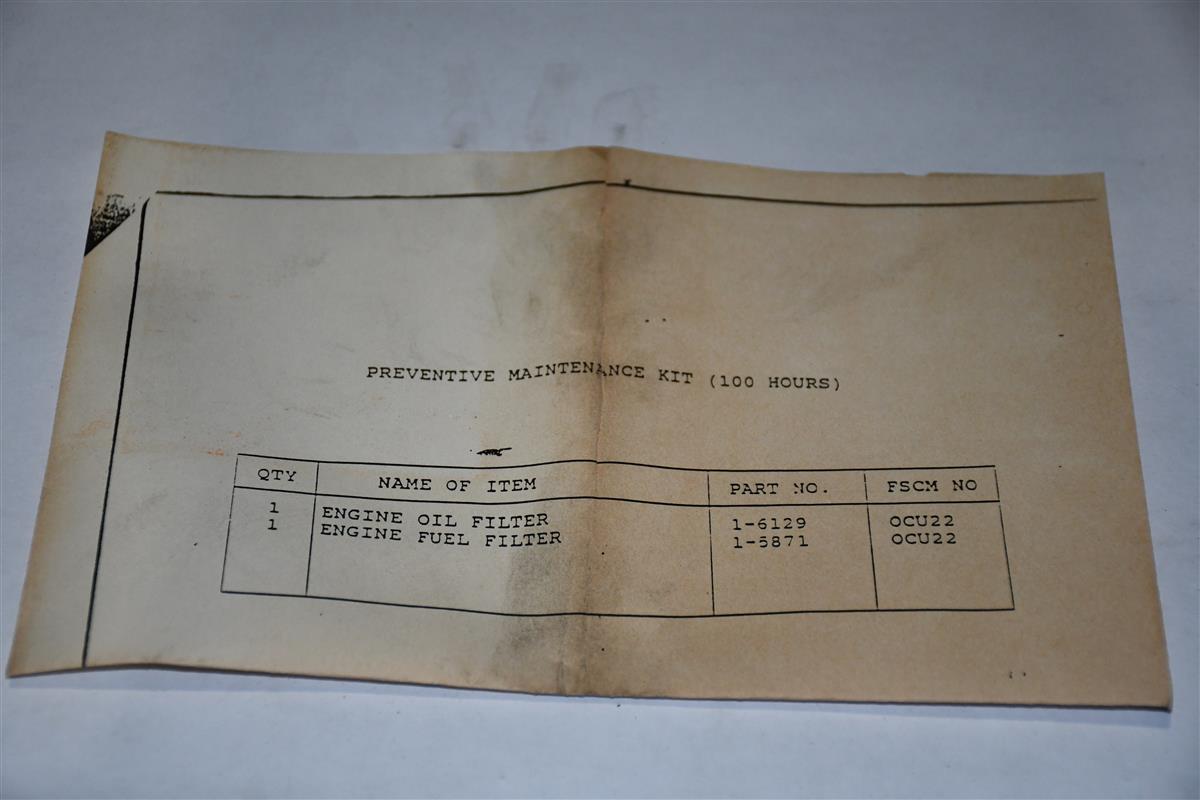 PREVENTIVE MAINTENANCE KIT (100 HOURS)
QTY NAME OF ITEM PART NO. FSCM NO
1 ENGINE OIL FILTER 1-6129 OCU22
1 ENGINE FUEL FILTER 1-5871 OCU22